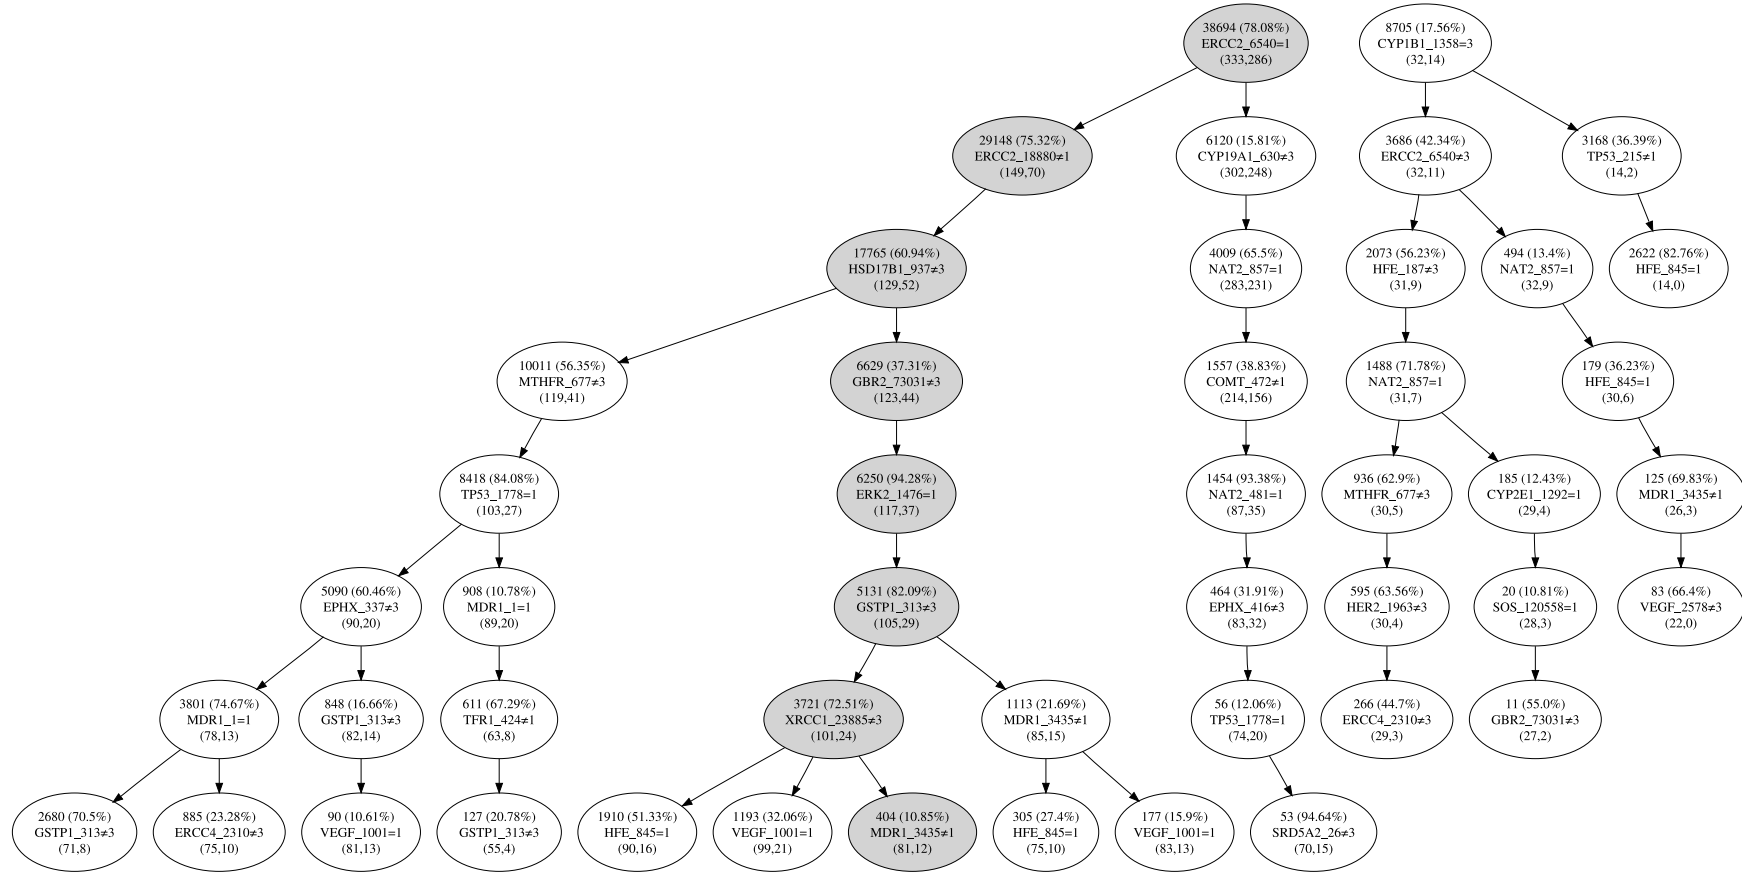 38694 (78.08%)
ERCC2_6540=1
(333,286)
8705 (17.56%)
CYP1B1_1358=3
(32,14)
29148 (75.32%)
ERCC2_18880≠1
(149,70)
6120 (15.81%)
CYP19A1_630≠3
(302,248)
3686 (42.34%)
ERCC2_6540≠3
(32,11)
3168 (36.39%)
TP53_215≠1
(14,2)
17765 (60.94%)
HSD17B1_937≠3
(129,52)
4009 (65.5%)
NAT2_857=1
(283,231)
2073 (56.23%)
HFE_187≠3
(31,9)
494 (13.4%)
NAT2_857=1
(32,9)
2622 (82.76%)
HFE_845=1
(14,0)
10011 (56.35%)
MTHFR_677≠3
(119,41)
6629 (37.31%)
GBR2_73031≠3
(123,44)
1557 (38.83%)
COMT_472≠1
(214,156)
1488 (71.78%)
NAT2_857=1
(31,7)
179 (36.23%)
HFE_845=1
(30,6)
8418 (84.08%)
TP53_1778=1
(103,27)
6250 (94.28%)
ERK2_1476=1
(117,37)
1454 (93.38%)
NAT2_481=1
(87,35)
936 (62.9%)
MTHFR_677≠3
(30,5)
185 (12.43%)
CYP2E1_1292=1
(29,4)
125 (69.83%)
MDR1_3435≠1
(26,3)
5090 (60.46%)
EPHX_337≠3
(90,20)
908 (10.78%)
MDR1_1=1
(89,20)
5131 (82.09%)
GSTP1_313≠3
(105,29)
464 (31.91%)
EPHX_416≠3
(83,32)
595 (63.56%)
HER2_1963≠3
(30,4)
20 (10.81%)
SOS_120558=1
(28,3)
83 (66.4%)
VEGF_2578≠3
(22,0)
3801 (74.67%)
MDR1_1=1
(78,13)
848 (16.66%)
GSTP1_313≠3
(82,14)
611 (67.29%)
TFR1_424≠1
(63,8)
3721 (72.51%)
XRCC1_23885≠3
(101,24)
1113 (21.69%)
MDR1_3435≠1
(85,15)
56 (12.06%)
TP53_1778=1
(74,20)
266 (44.7%)
ERCC4_2310≠3
(29,3)
11 (55.0%)
GBR2_73031≠3
(27,2)
2680 (70.5%)
GSTP1_313≠3
(71,8)
885 (23.28%)
ERCC4_2310≠3
(75,10)
90 (10.61%)
VEGF_1001=1
(81,13)
127 (20.78%)
GSTP1_313≠3
(55,4)
1910 (51.33%)
HFE_845=1
(90,16)
1193 (32.06%)
VEGF_1001=1
(99,21)
404 (10.85%)
MDR1_3435≠1
(81,12)
305 (27.4%)
HFE_845=1
(75,10)
177 (15.9%)
VEGF_1001=1
(83,13)
53 (94.64%)
SRD5A2_26≠3
(70,15)